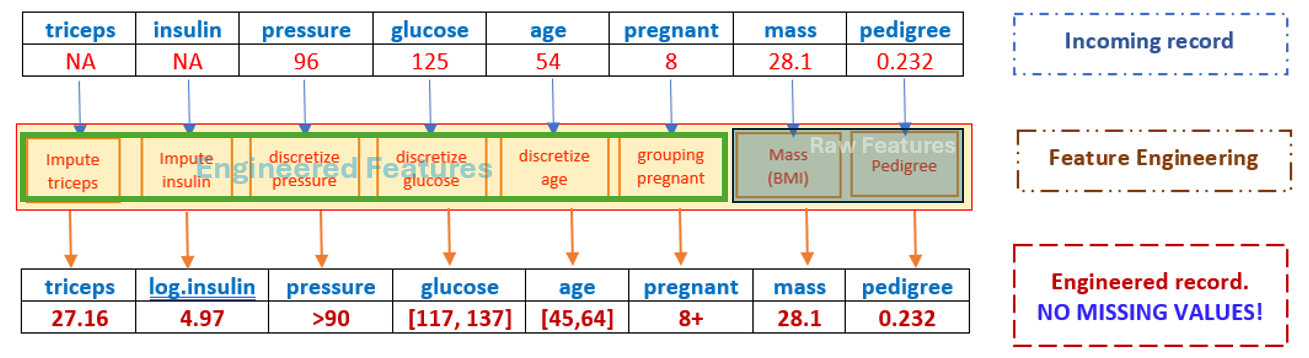 triceps insulin pressure glucose age pregnant mass pedigree
NA NA 96 125 54 8 28.1 0.232
Incoming record
Impute triceps
Impute insulin
discretize pressure
discretize glucose
discretize age
grouping pregnant
Mass (BMI)
Pedigree
Engineered Features
Raw Features
Feature Engineering
triceps log.insulin pressure glucose age pregnant mass pedigree
27.16 4.97 >90 [117, 137] [45,64] 8+ 28.1 0.232
Engineered record.
NO MISSING VALUES!